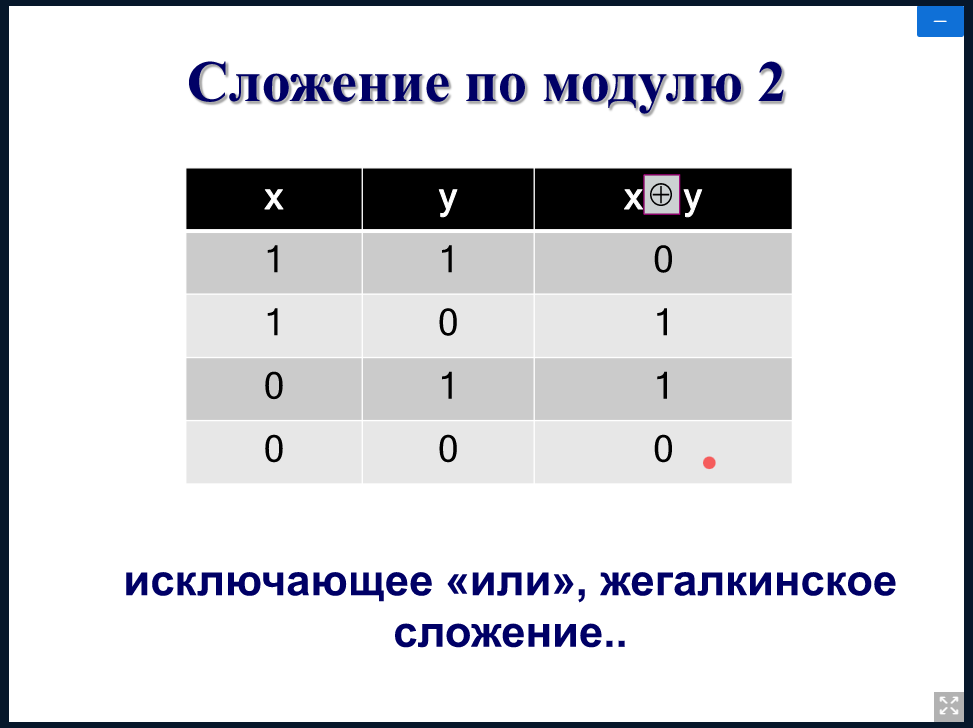 Сложение по модулю 2
x y x⊕y
1 1 0
1 0 1
0 1 1
0 0 0
исключающее «или», жегалкинское
сложение..